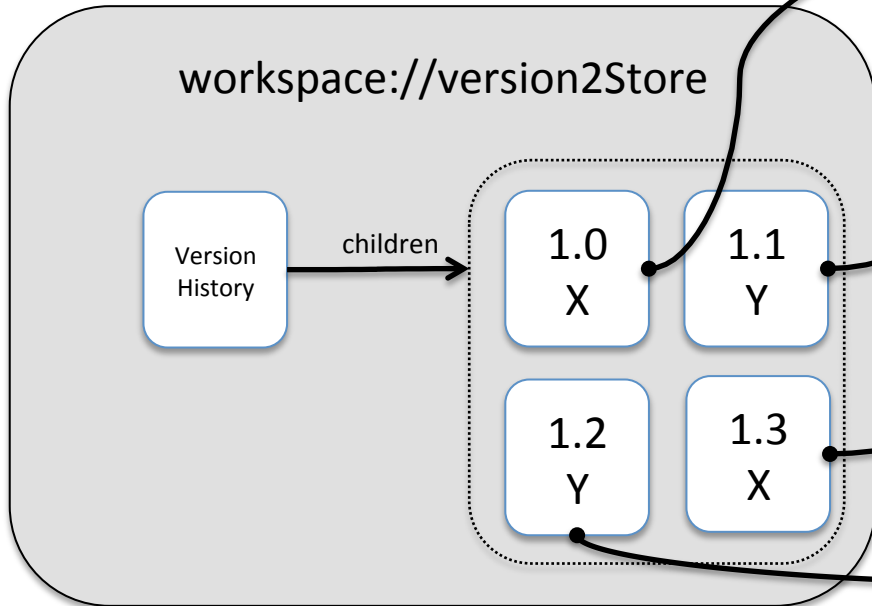 workspace://version2Store
Version
History
children
1.0
X
1.1
Y
1.2
Y
1.3
X